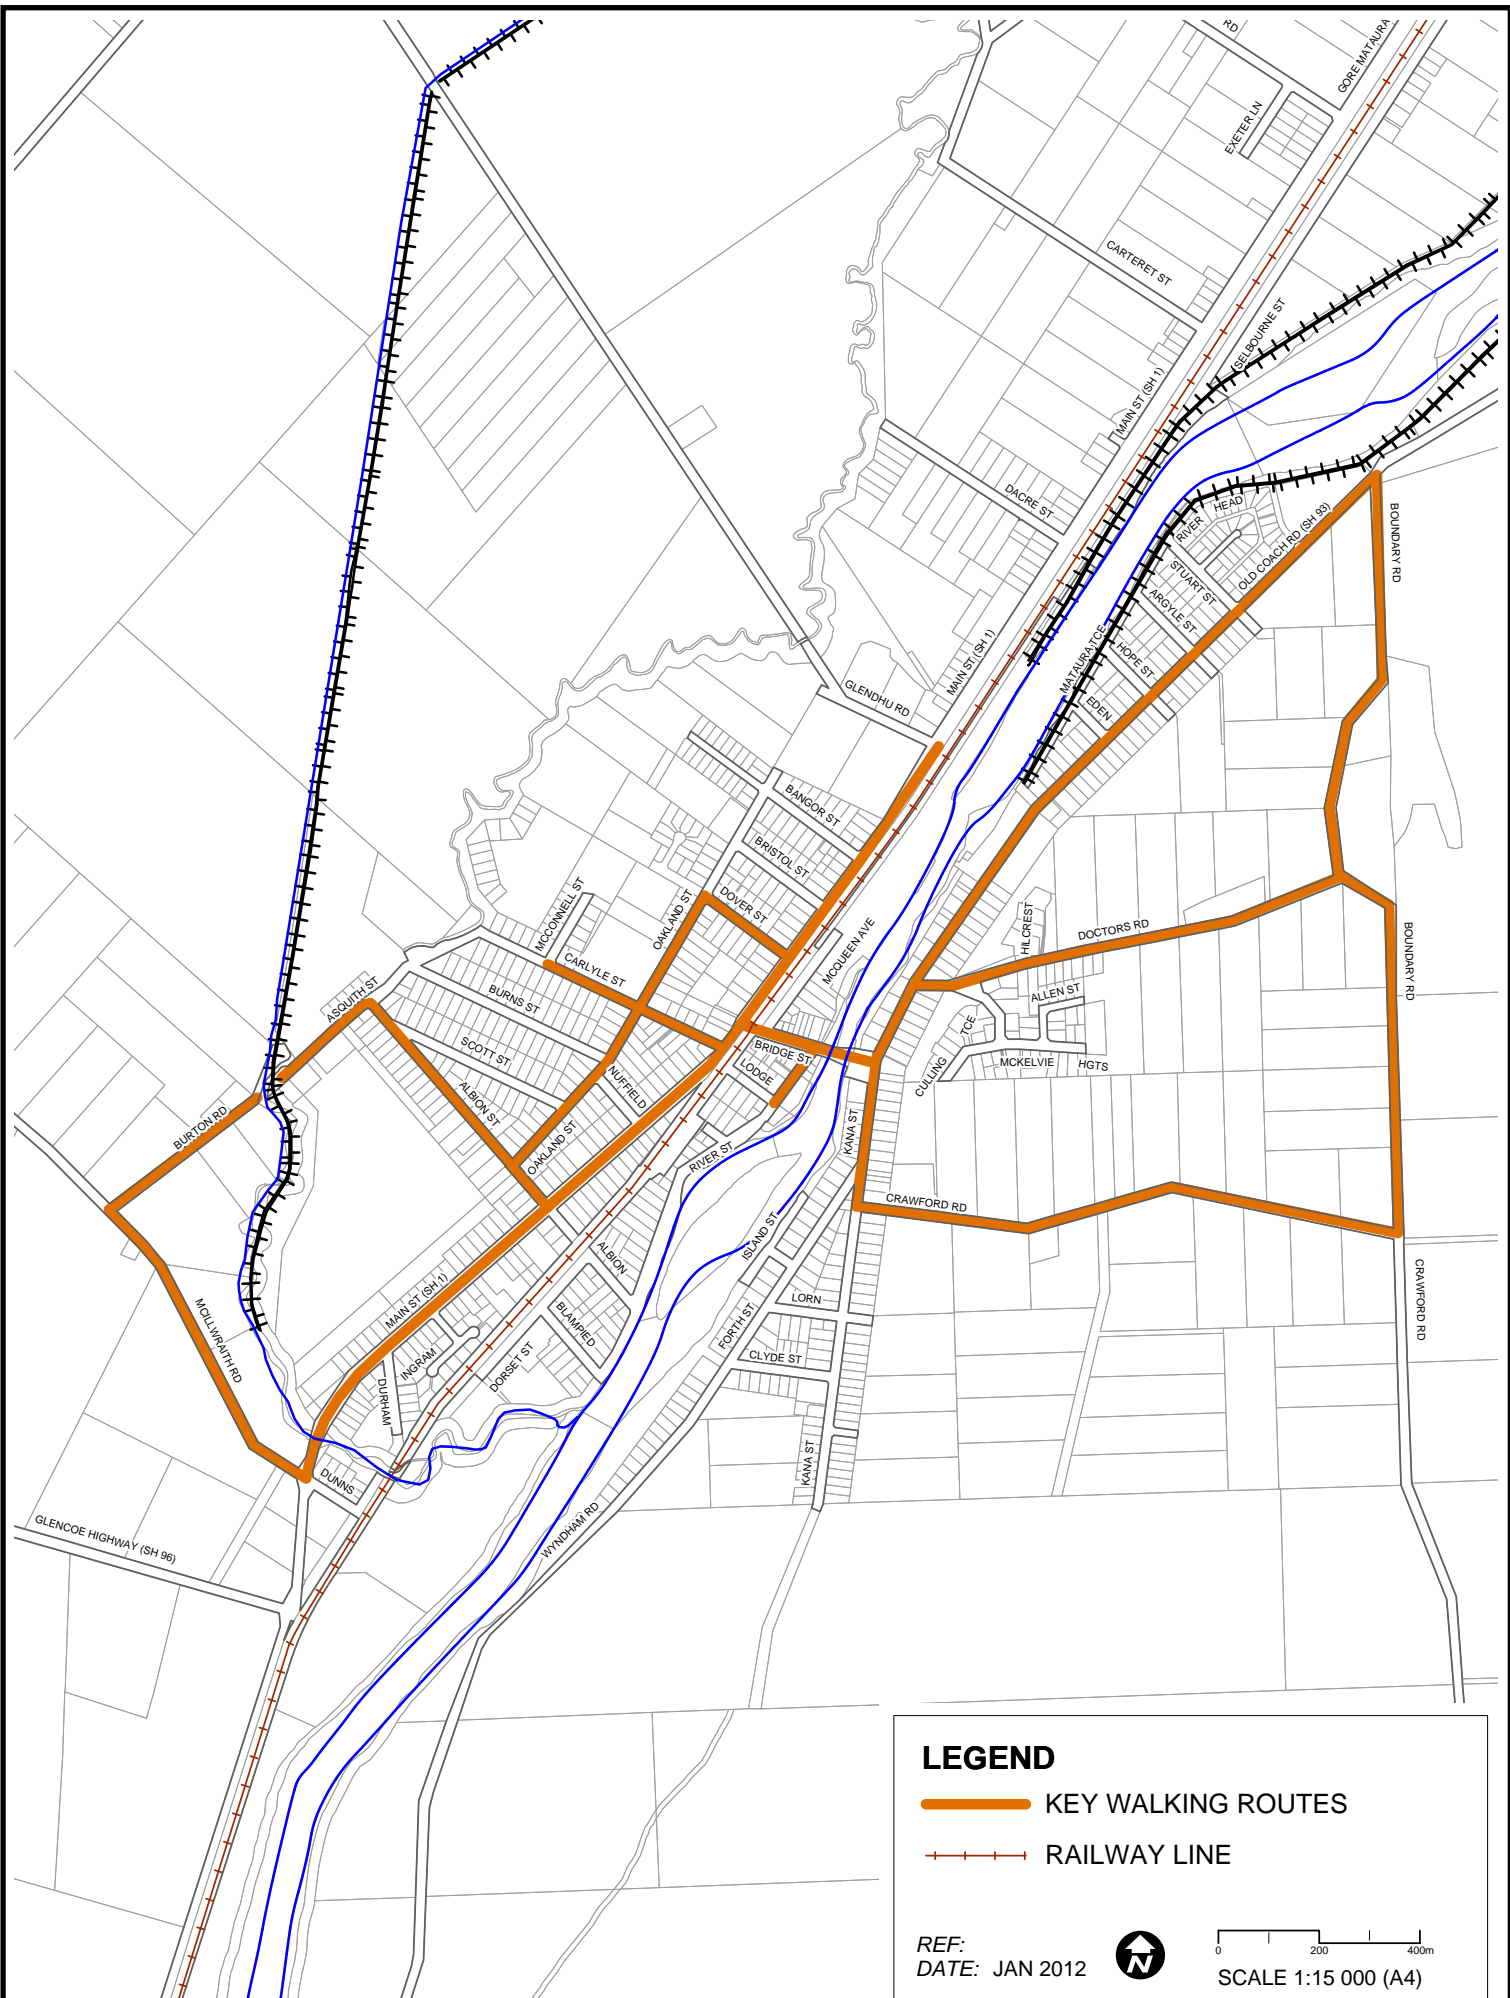 RD
GORE MATAURA
EXETER LN
CARTERET ST
SELBOURNE ST
MAIN ST (SH 1)
DACRE ST
RIVER
HEAD
OLD COACH RD (SH 93)
BOUNDARY RD
STUART ST
ARGYLE ST
HOPE ST
MATAURA TCE
EDEN
MAIN ST (SH 1)
GLENDHU RD
BANGOR ST
BRISTOL ST
DOVER ST
OAKLAND ST
MCCONNELL ST
CARLYLE ST
MCQUEEN AVE
HILCREST
DOCTORS RD
BOUNDARY RD
ASQUITH ST
BURNS ST
SCOTT ST
ALBION ST
NUFFIELD
OAKLAND ST
BRIDGE ST
LODGE
ALLEN ST
CULLING
TCE
MCKELVIE
HGTS
BURTON RD
KANA ST
RIVER ST
CRAWFORD RD
ISLAND ST
ALBION
MCILLWRAITH RD
MAIN ST (SH 1)
BLAMPIED
LORN
FORTH ST
CRAWFORD RD
INGRAM
DORSET ST
CLYDE ST
DURHAM
KANA ST
DUNNS
GLENCOE HIGHWAY (SH 96)
WYNDHAM RD
LEGEND
KEY WALKING ROUTES
RAILWAY LINE
REF:
DATE: JAN 2012
N
0 200 400m
SCALE 1:15 000 (A4)